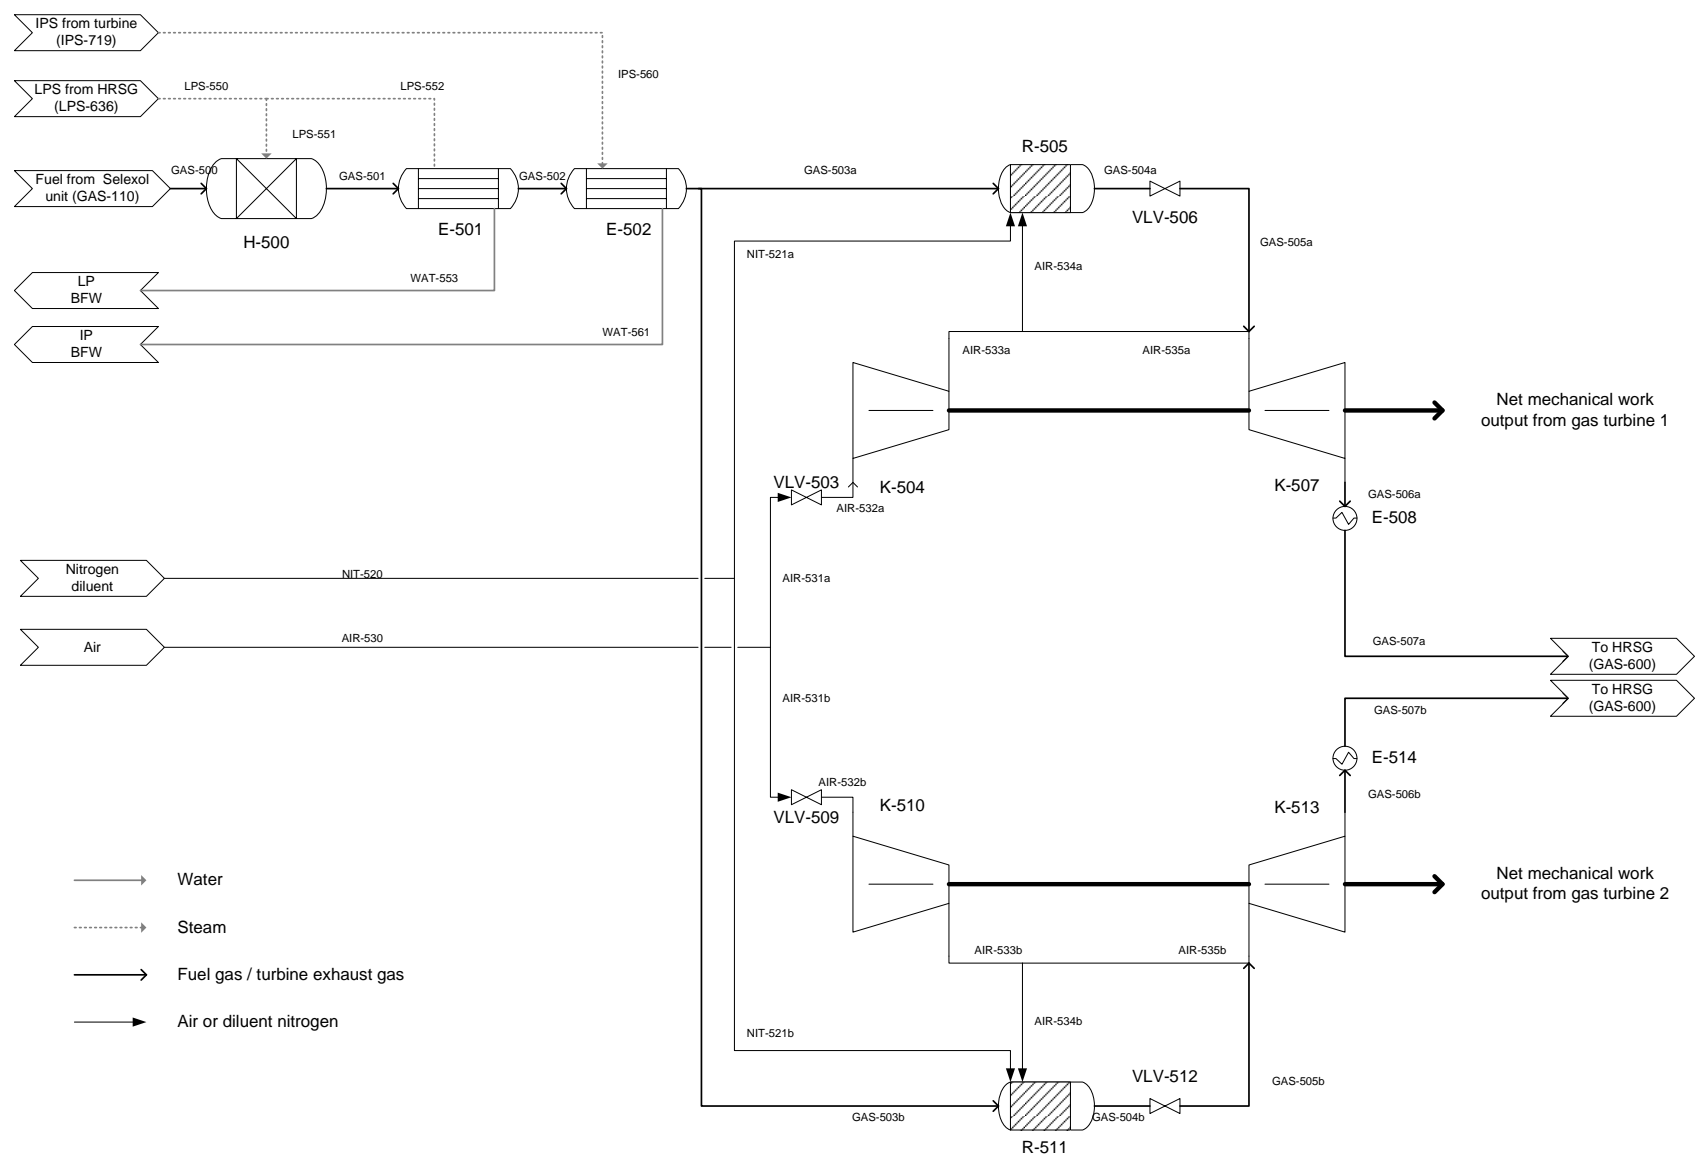 IPS from turbine
(IPS-719)
IPS-560
LPS from HRSG
(LPS-636)
LPS-550
LPS-552
LPS-551
Fuel from Selexol
unit (GAS-110)
GAS-500
GAS-501
GAS-502
GAS-503a
R-505
GAS-504a
VLV-506
H-500
E-501
E-502
NIT-521a
AIR-534a
GAS-505a
LP
BFW
WAT-553
IP
BFW
WAT-561
AIR-533a
AIR-535a
Net mechanical work
output from gas turbine 1
VLV-503
K-504
K-507
AIR-532a
GAS-506a
E-508
Nitrogen
diluent
NIT-520
AIR-531a
Air
AIR-530
GAS-507a
To HRSG
(GAS-600)
To HRSG
(GAS-600)
AIR-531b
GAS-507b
E-514
AIR-532b
GAS-506b
VLV-509
K-510
K-513
Water
Net mechanical work
output from gas turbine 2
Steam
AIR-533b
AIR-535b
Fuel gas / turbine exhaust gas
Air or diluent nitrogen
NIT-521b
AIR-534b
VLV-512
GAS-505b
GAS-503b
GAS-504b
R-511